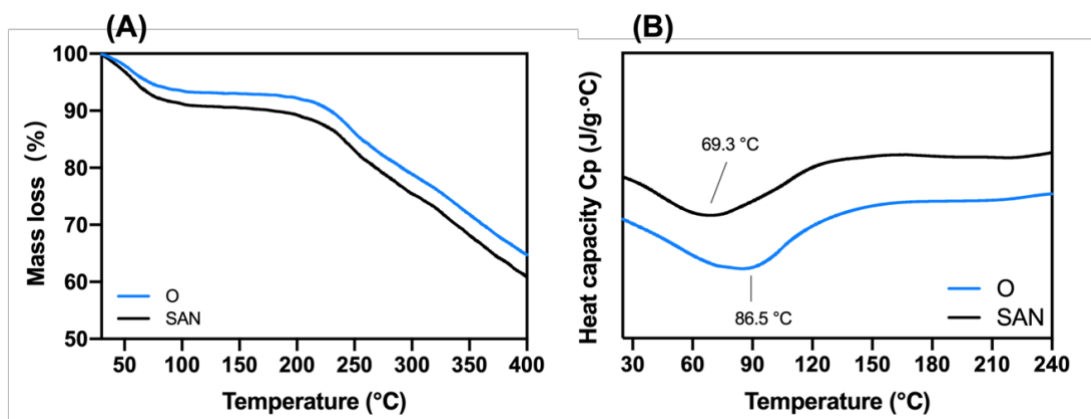 (A)
100
90
80
70
60
50
Mass loss (%)
O
SAN
50 100 150 200 250 300 350 400
Temperature (°C)
(B)
Heat capacity Cp (J/g·°C)
69.3 °C
86.5 °C
O
SAN
30 60 90 120 150 180 210 240
Temperature (°C)